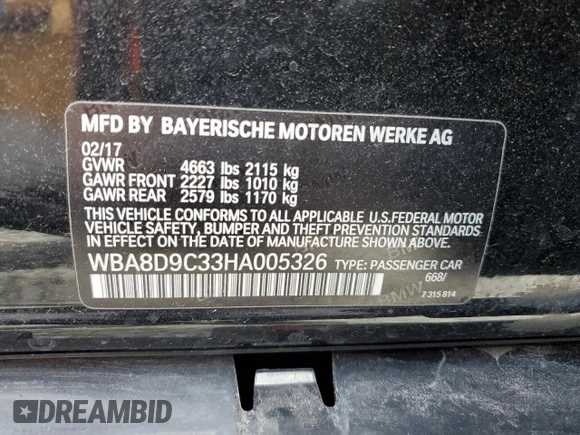 MFD BY BAYERISCHE MOTOREN WERKE AG
02/17
GVWR 4663 lbs 2115 kg
GAWR FRONT 2227 lbs 1010 kg
GAWR REAR 2579 lbs 1170 kg
THIS VEHICLE CONFORMS TO ALL APPLICABLE U.S.FEDERAL MOTOR
VEHICLE SAFETY, BUMPER AND THEFT PREVENTION STANDARDS
IN EFFECT ON THE DATE OF MANUFACTURE SHOWN ABOVE.
WBA8D9C33HA005326 TYPE: PASSENGER CAR
668/
7 315 814
DREAMBID